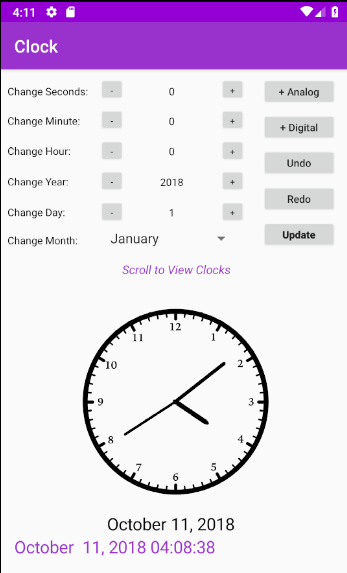 4:11
Clock
Change Seconds: - 0 + + Analog
Change Minute: - 0 + + Digital
Change Hour: - 0 + Undo
Change Year: - 2018 + Redo
Change Day: - 1 + Update
Change Month: January
Scroll to View Clocks
12
11 1
10 2
9 3
8 4
7 5
6
October 11, 2018
October 11, 2018 04:08:38